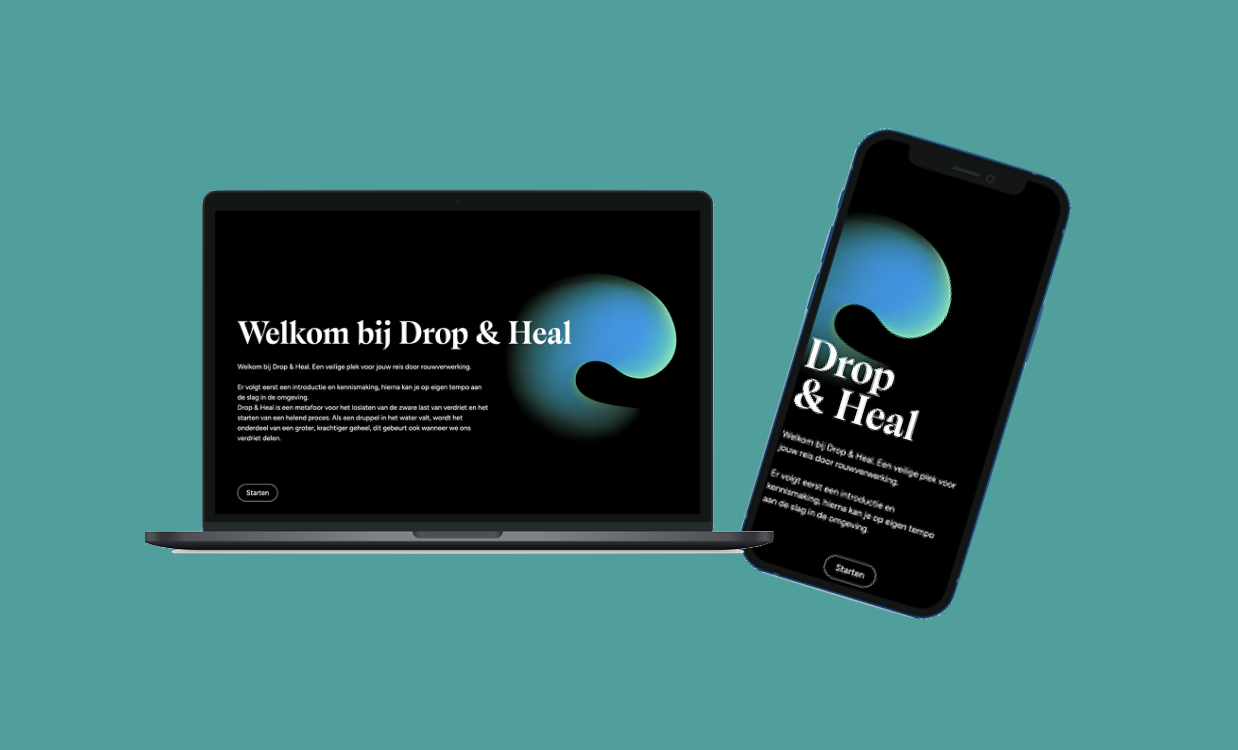 Welkom bij Drop & Heal
Welkom bij Drop & Heal. Een veilige plek voor jouw reis door rouwverwerking.
Er volgt eerst een introductie en kennismaking, hierna kan je op eigen tempo aan
de slag in de omgeving.
Drop & Heal is een metafoor voor het loslaten van de zware last van verdriet en het
starten van een helend proces. Als een druppel in het water valt, wordt het
onderdeel van een groter, krachtiger geheel, dit gebeurt ook wanneer we ons
verdriet delen.
Starten
Drop
& Heal
Welkom bij Drop & Heal. Een veilige plek voor
jouw reis door rouwverwerking.
Er volgt eerst een introductie en
kennismaking, hierna kan je op eigen tempo
aan de slag in de omgeving.
Starten